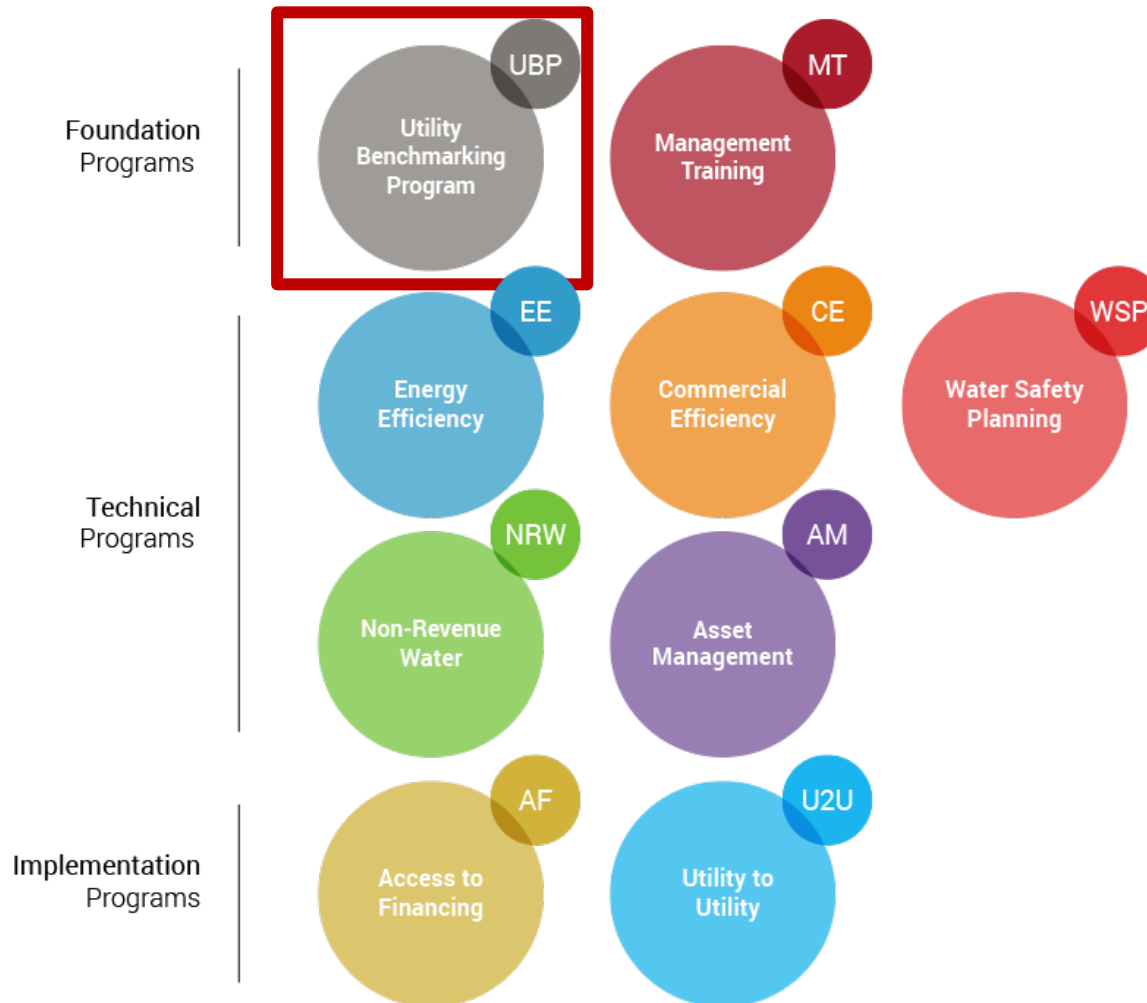 Foundation
Programs
UBP
Utility
Benchmarking
Program
MT
Management
Training
Technical
Programs
EE
Energy
Efficiency
CE
Commercial
Efficiency
WSP
Water Safety
Planning
NRW
Non-Revenue
Water
AM
Asset
Management
Implementation
Programs
AF
Access to
Financing
U2U
Utility to
Utility